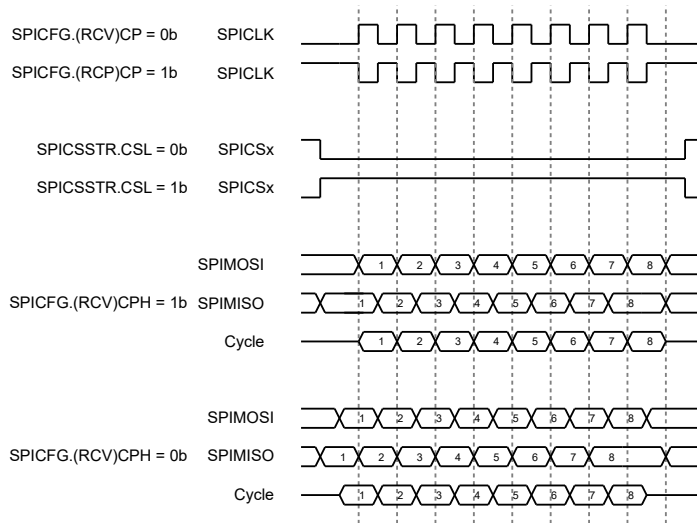 SPICFG.(RCV)CP = 0b SPICLK
SPICFG.(RCP)CP = 1b SPICLK
SPICSSTR.CSL = 0b SPICSx
SPICSSTR.CSL = 1b SPICSx
SPIMOSI 1 2 3 4 5 6 7 8
SPICFG.(RCV)CPH = 1b SPIMISO 1 2 3 4 5 6 7 8
Cycle 1 2 3 4 5 6 7 8
SPIMOSI 1 2 3 4 5 6 7 8
SPICFG.(RCV)CPH = 0b SPIMISO 1 2 3 4 5 6 7 8
Cycle 1 2 3 4 5 6 7 8